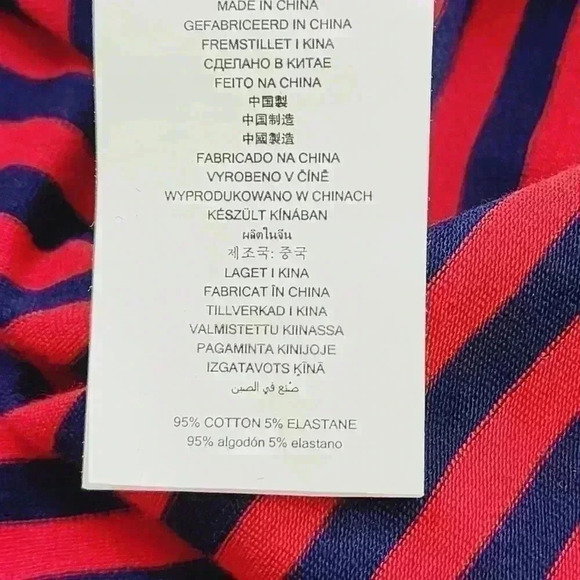 MADE IN CHINA
GEFABRICEERD IN CHINA
FREMSTILLET I KINA
СДЕЛАНО В КИТАЕ
FEITO NA CHINA
中国製
中国制造
中國製造
FABRICADO NA CHINA
VYROBENO V ČÍNĚ
WYPRODUKOWANO W CHINACH
KÉSZÜLT KÍNÁBAN
ผลิตในจีน
제조국: 중국
LAGET I KINA
FABRICAT ÎN CHINA
TILLVERKAD I KINA
VALMISTETTU KIINASSA
PAGAMINTA KINIJOJE
IZGATAVOTS ĶĪNĀ
صُنع في الصين
95% COTTON 5% ELASTANE
95% algodón 5% elastano